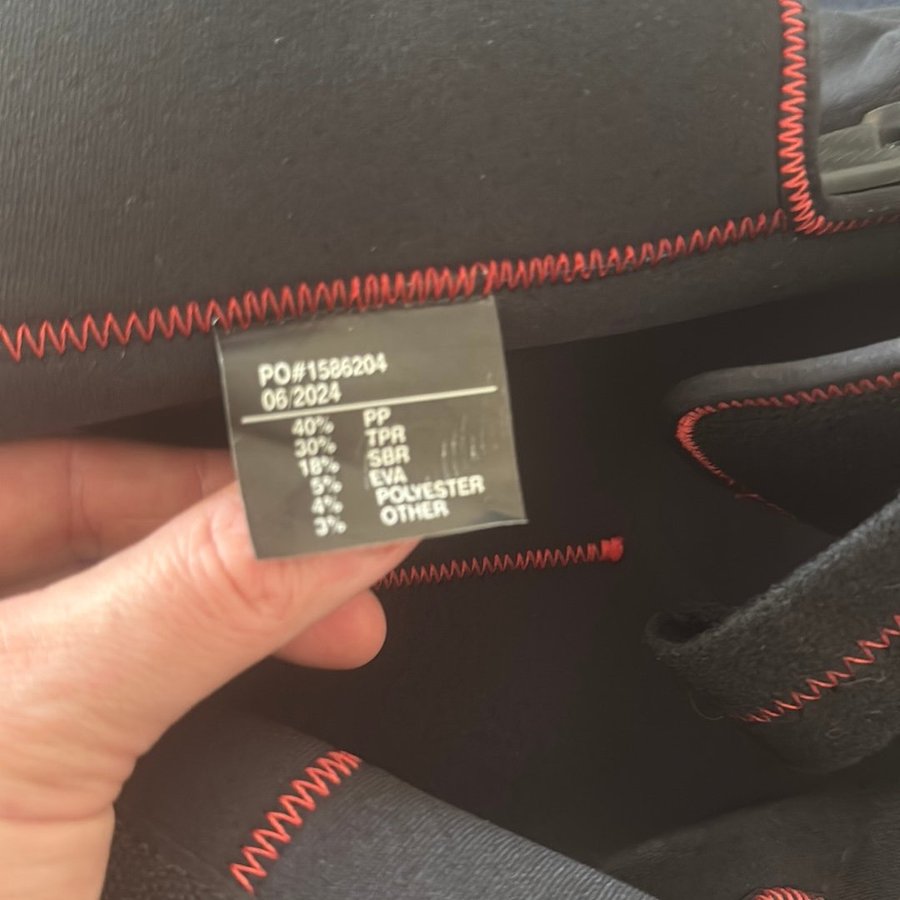 PO#1586204
06/2024
40% PP
30% TPR
18% SBR
5% EVA
4% POLYESTER
3% OTHER